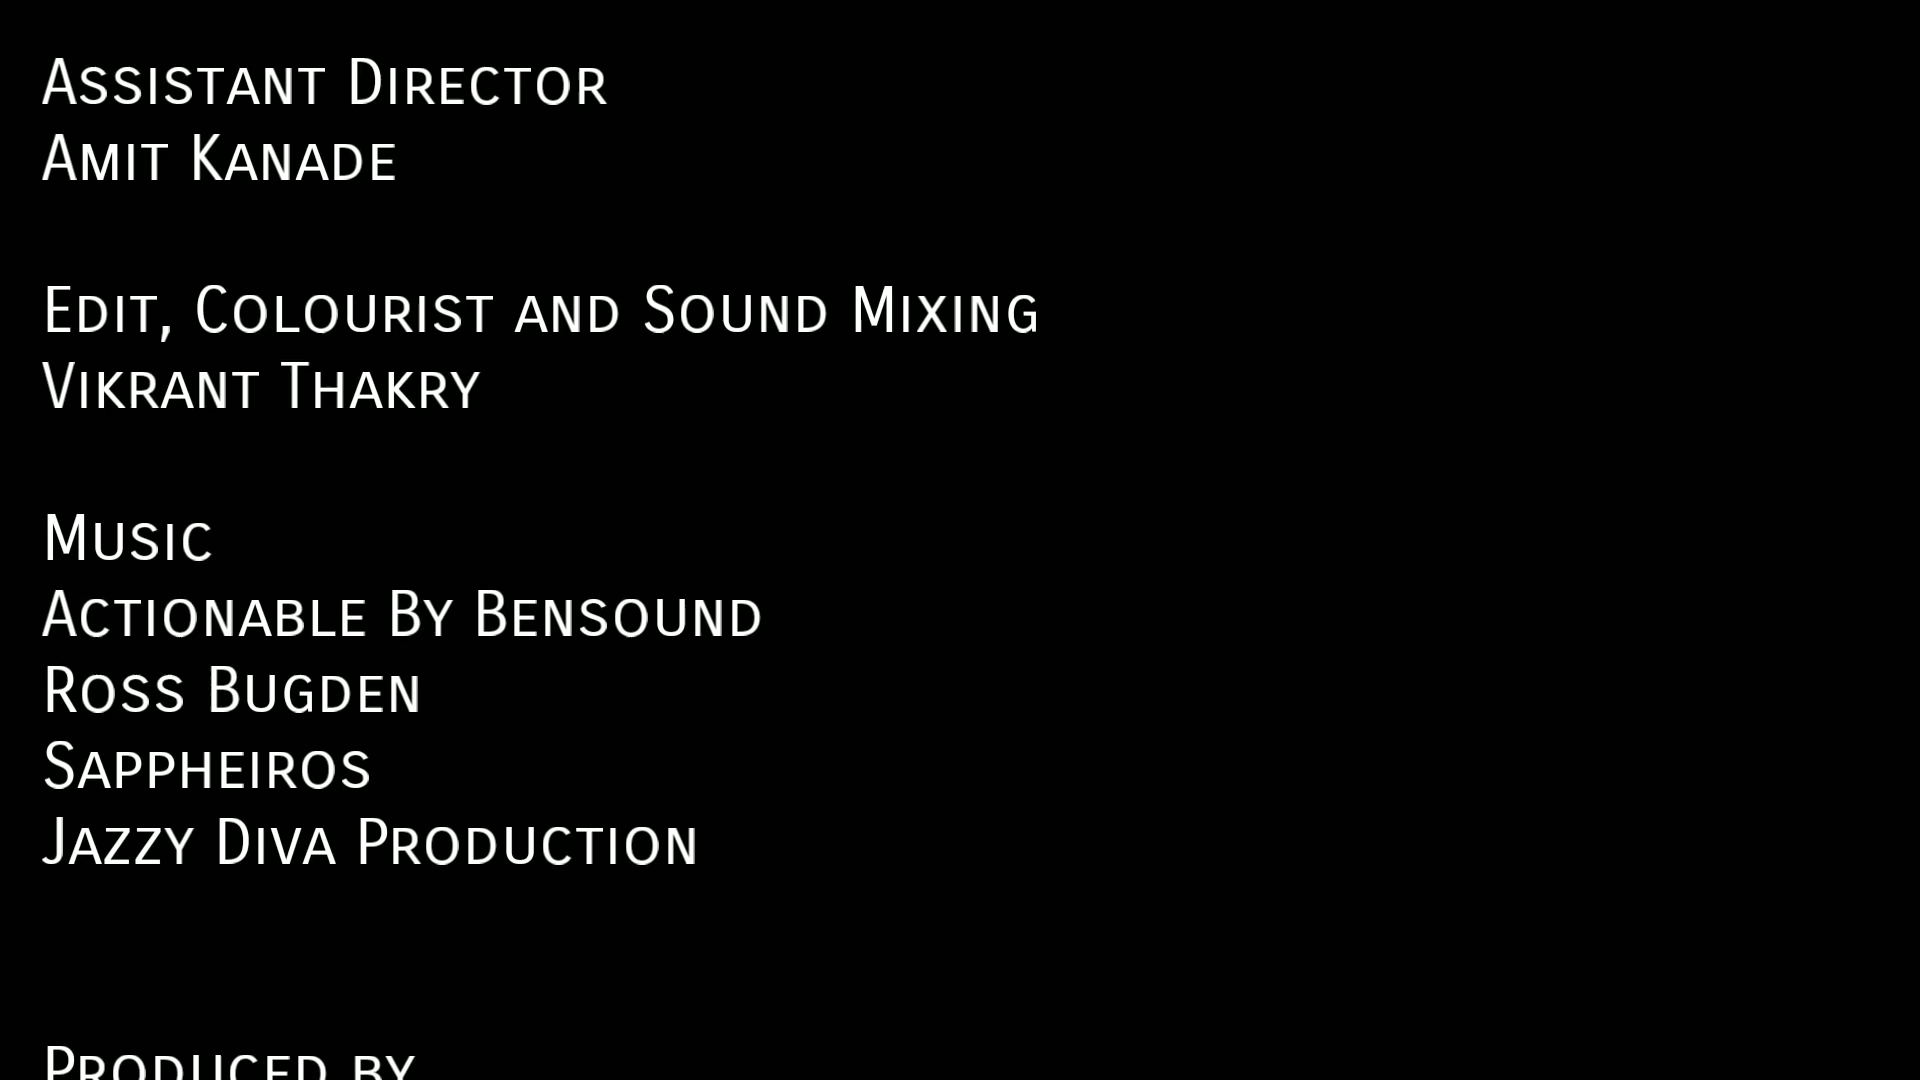 Assistant Director
Amit Kanade
Edit, Colourist and Sound Mixing
Vikrant Thakry
Music
Actionable By Bensound
Ross Bugden
Sappheiros
Jazzy Diva Production
Produced by